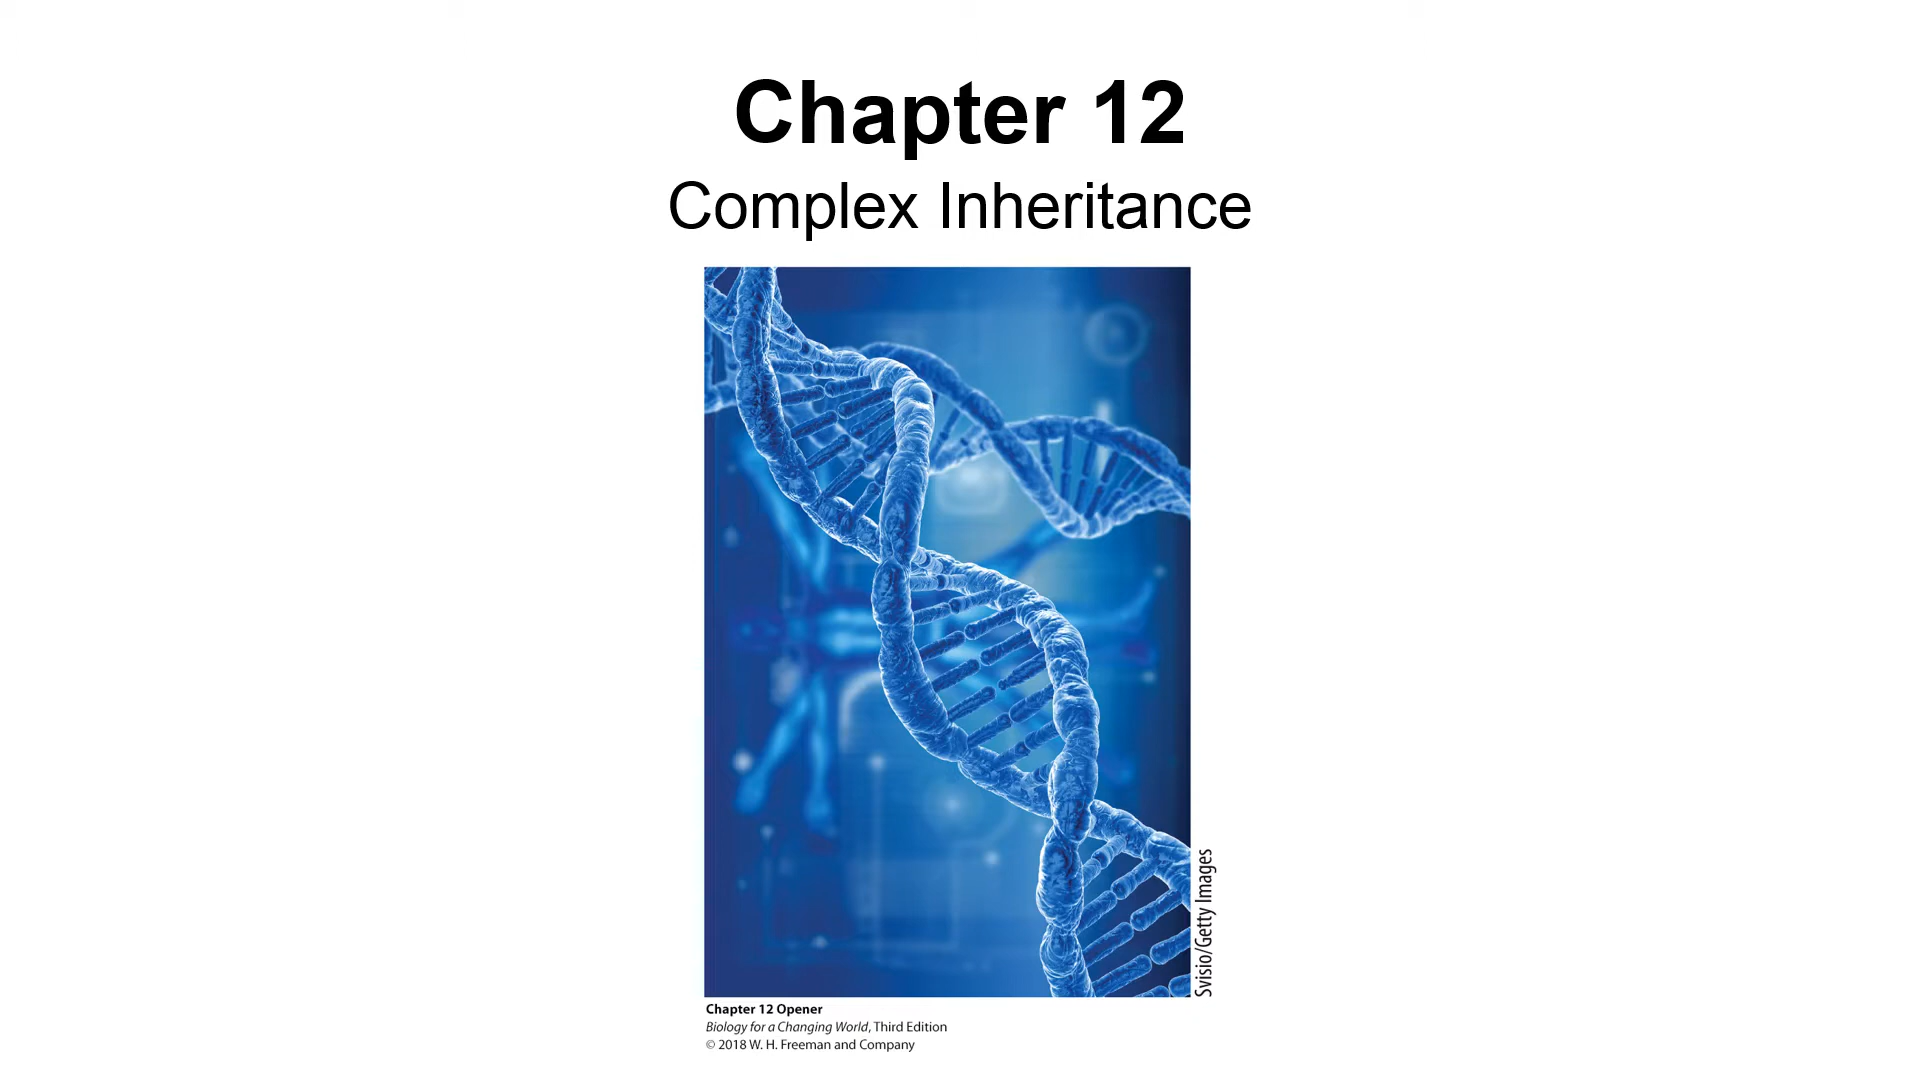 Chapter 12
Complex Inheritance
Svisio/Getty Images
Chapter 12 Opener
Biology for a Changing World, Third Edition
© 2018 W. H. Freeman and Company